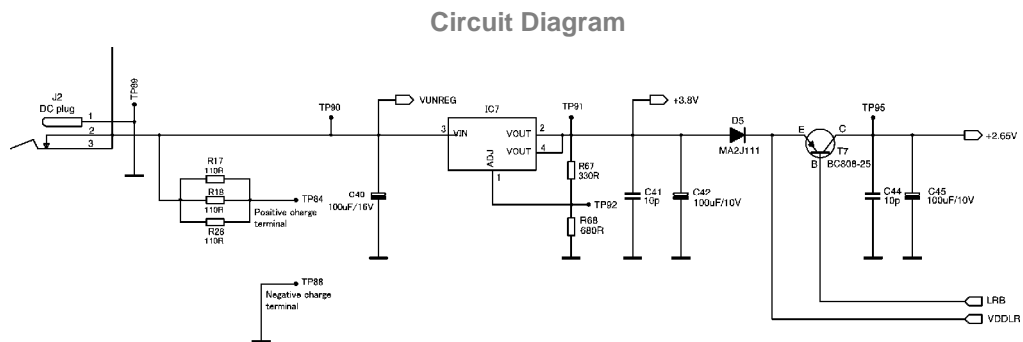 Circuit Diagram
J2
DC plug
1
2
3
TP89
TP90
VUNREG
IC7
3
VIN
VOUT
2
VOUT
4
ADJ
1
TP91
+3.8V
D5
MA2J111
E
C
B
T7
BC808-25
TP95
+2.65V
R17
110R
R18
110R
R28
110R
TP84
Positive charge
terminal
C40
100uF/16V
R67
330R
TP92
R68
680R
C41
10p
C42
100uF/10V
C44
10p
C45
100uF/10V
TP88
Negative charge
terminal
LRB
VDDLR